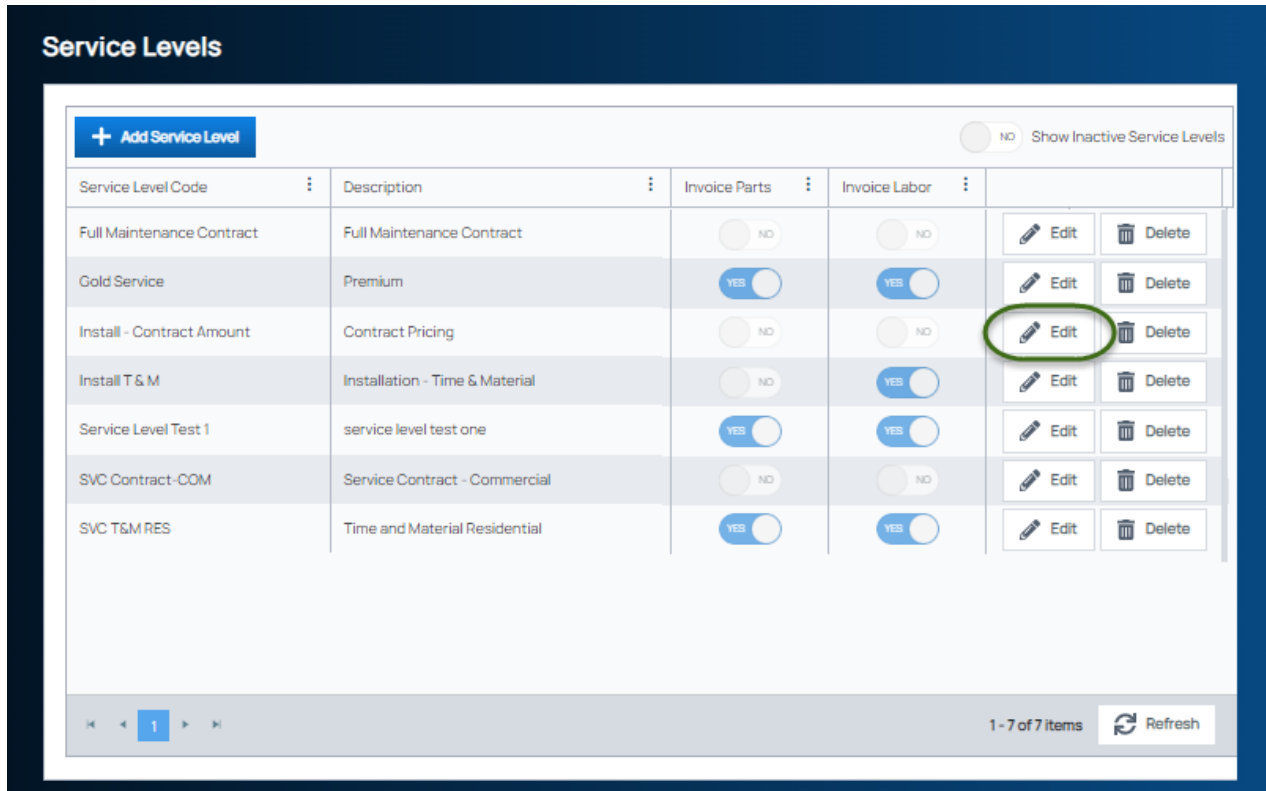 Service Levels
Add Service Level NO Show Inactive Service Levels
Service Level Code Description Invoice Parts Invoice Labor
Full Maintenance Contract Full Maintenance Contract NO NO Edit Delete
Gold Service Premium YES YES Edit Delete
Install - Contract Amount Contract Pricing NO NO Edit Delete
Install T & M Installation - Time & Material NO YES Edit Delete
Service Level Test 1 service level test one YES YES Edit Delete
SVC Contract-COM Service Contract - Commercial NO NO Edit Delete
SVC T&M RES Time and Material Residential YES YES Edit Delete
1 1 - 7 of 7 items Refresh